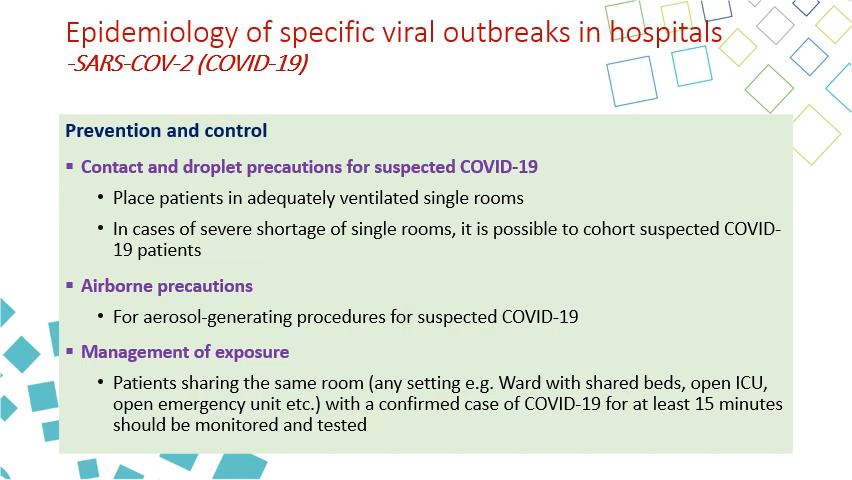 Epidemiology of specific viral outbreaks in hospitals
-SARS-COV-2 (COVID-19)
Prevention and control
▪ Contact and droplet precautions for suspected COVID-19
• Place patients in adequately ventilated single rooms
• In cases of severe shortage of single rooms, it is possible to cohort suspected COVID-
19 patients
▪ Airborne precautions
• For aerosol-generating procedures for suspected COVID-19
▪ Management of exposure
• Patients sharing the same room (any setting e.g. Ward with shared beds, open ICU,
open emergency unit etc.) with a confirmed case of COVID-19 for at least 15 minutes
should be monitored and tested